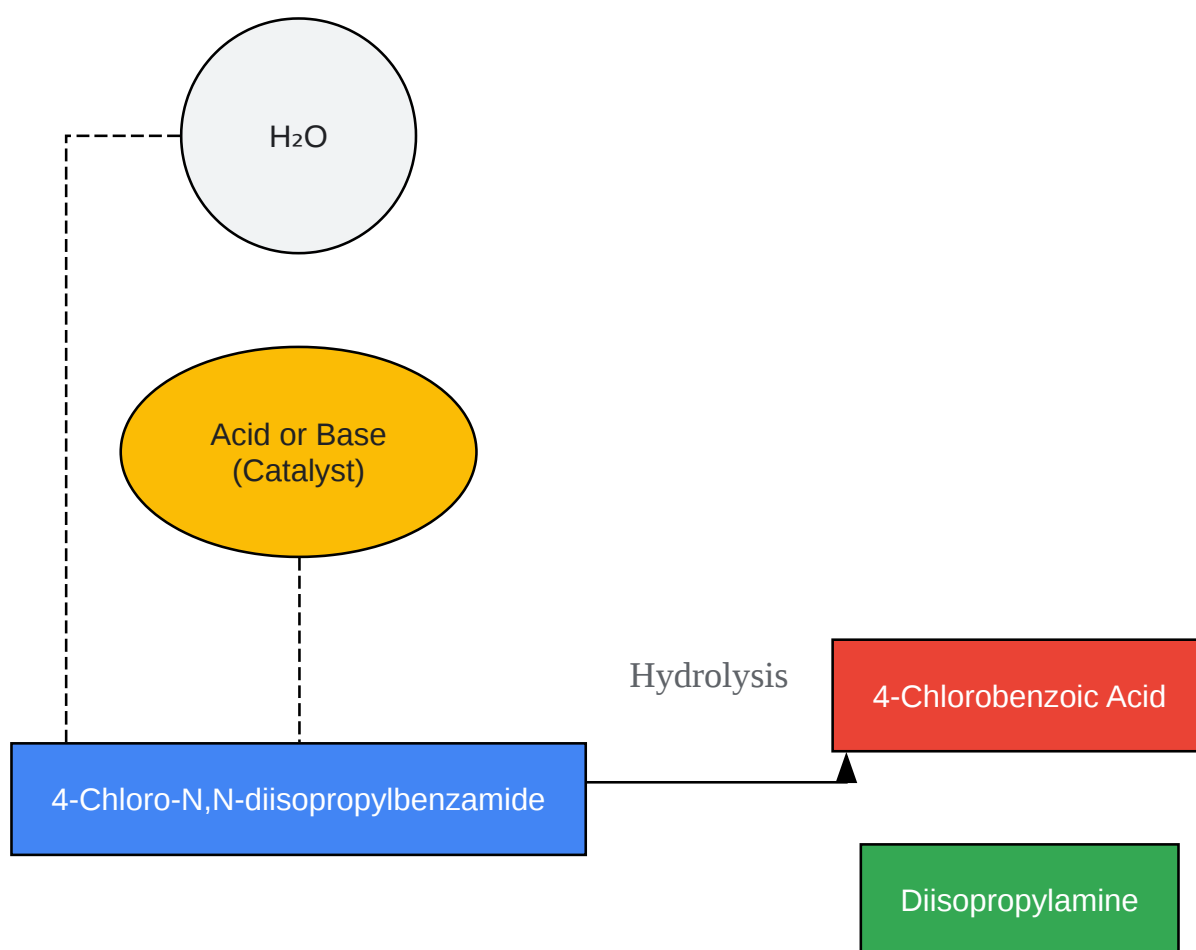 H₂O
Acid or Base
(Catalyst)
Hydrolysis
4-Chlorobenzoic Acid
4-Chloro-N,N-diisopropylbenzamide
Diisopropylamine